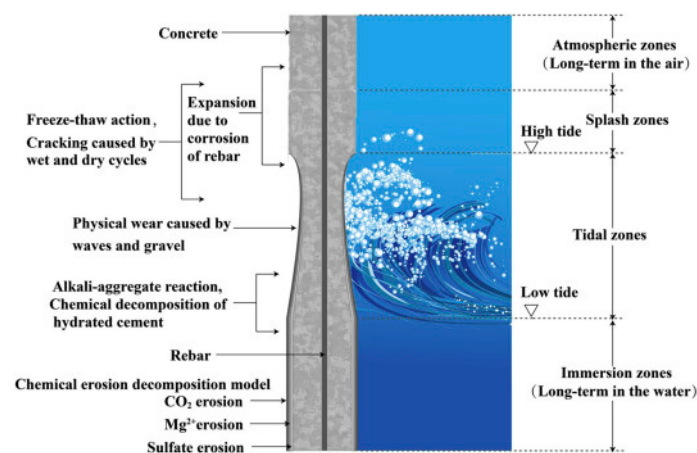 Concrete
Freeze-thaw action ,
Cracking caused by
wet and dry cycles
Expansion
due to
corrosion
of rebar
Physical wear caused by
waves and gravel
Alkali-aggregate reaction,
Chemical decomposition of
hydrated cement
Rebar
Chemical erosion decomposition model
CO₂ erosion
Mg²⁺erosion
Sulfate erosion
Atmospheric zones
(Long-term in the air)
Splash zones
High tide
Tidal zones
Low tide
Immersion zones
(Long-term in the water)